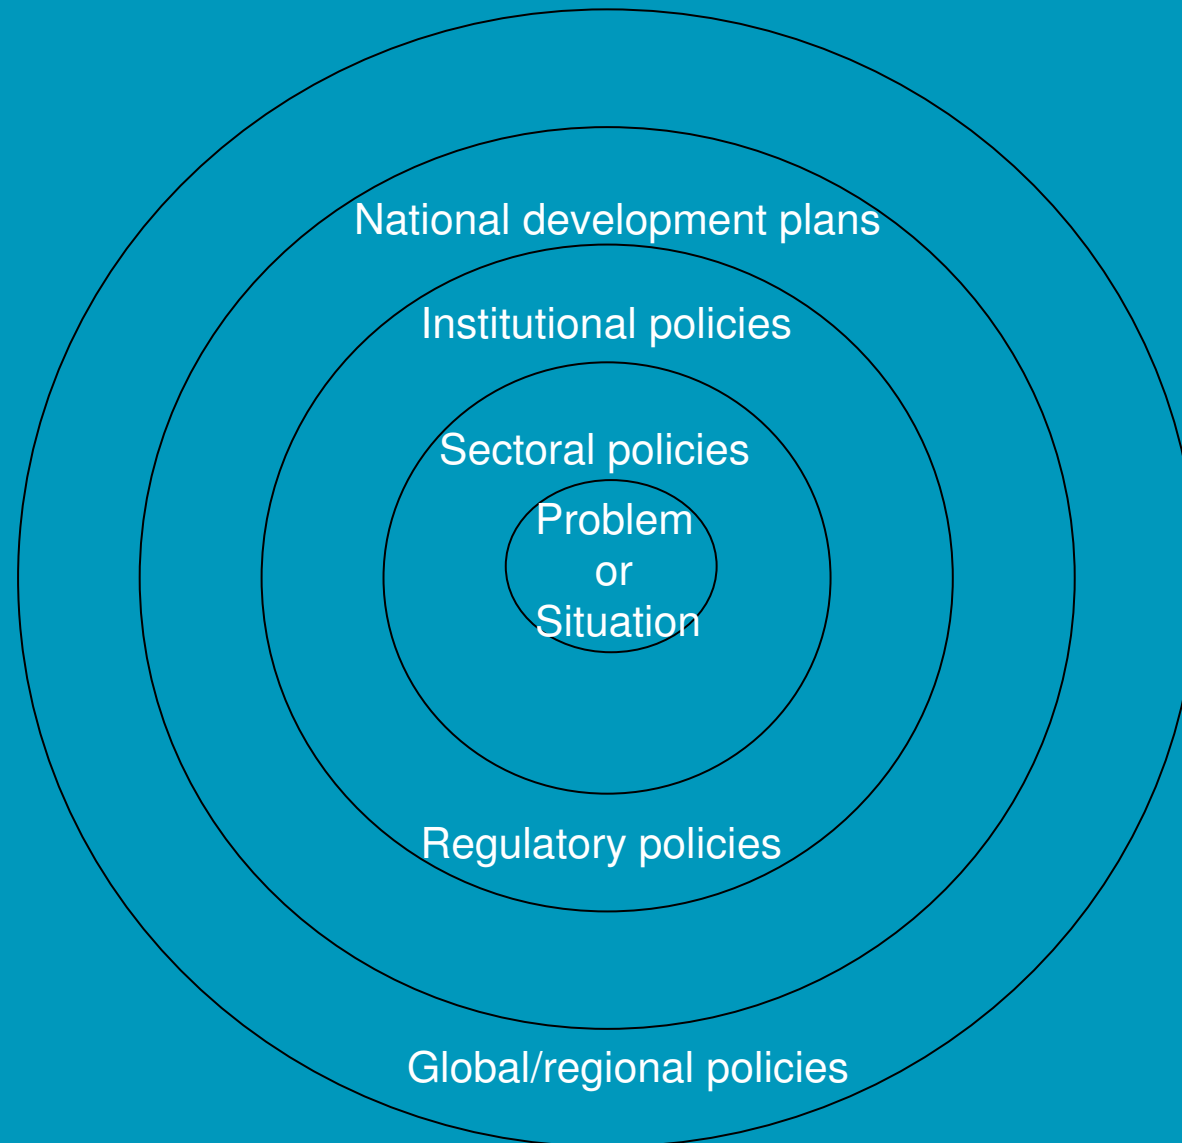 National development plans
Institutional policies
Sectoral policies
Problem
or
Situation
Regulatory policies
Global/regional policies